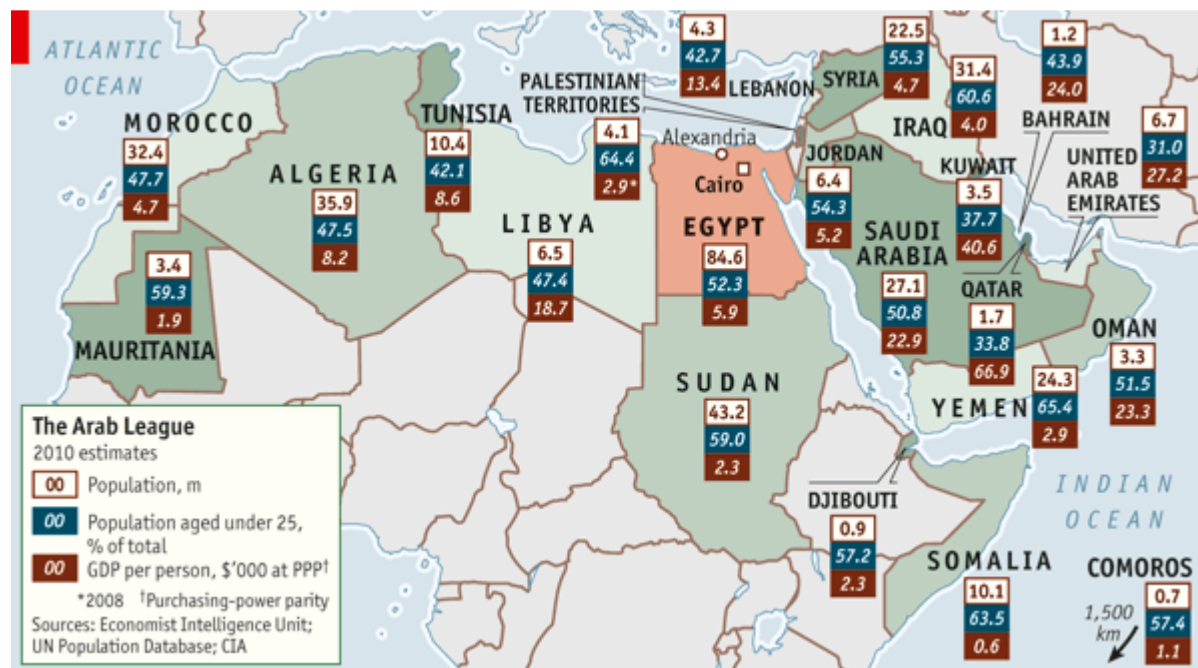 ATLANTIC
OCEAN
MOROCCO
32.4
47.7
4.7
ALGERIA
35.9
47.5
8.2
TUNISIA
10.4
42.1
8.6
LIBYA
6.5
47.4
18.7
PALESTINIAN
TERRITORIES
4.1
64.4
2.9*
4.3
42.7
13.4
LEBANON
22.5
55.3
4.7
SYRIA
31.4
60.6
4.0
IRAQ
1.2
43.9
24.0
BAHRAIN
6.7
31.0
27.2
UNITED
ARAB
EMIRATES
Alexandria
Cairo
EGYPT
84.6
52.3
5.9
JORDAN
6.4
54.3
5.2
KUWAIT
3.5
37.7
40.6
SAUDI
ARABIA
27.1
50.8
22.9
QATAR
1.7
33.8
66.9
OMAN
3.3
51.5
23.3
YEMEN
24.3
65.4
2.9
3.4
59.3
1.9
MAURITANIA
SUDAN
43.2
59.0
2.3
DJIBOUTI
0.9
57.2
2.3
SOMALIA
10.1
63.5
0.6
INDIAN
OCEAN
COMOROS
0.7
57.4
1.1
1,500
km
The Arab League
2010 estimates
00 Population, m
00 Population aged under 25,
% of total
00 GDP per person, $'000 at PPP†
*2008 †Purchasing-power parity
Sources: Economist Intelligence Unit;
UN Population Database; CIA